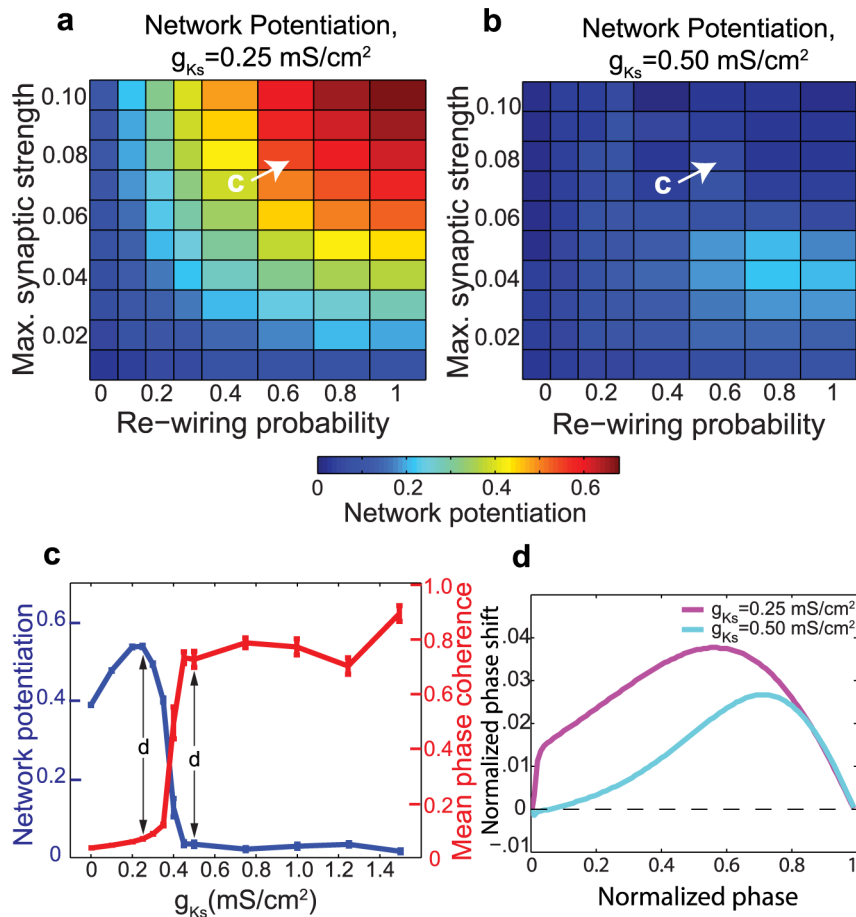 a
Network Potentiation,
gKs=0.25 mS/cm²
b
Network Potentiation,
gKs=0.50 mS/cm²
Max. synaptic strength
0.10
0.08
0.06
0.04
0.02
c
0 0.2 0.4 0.6 0.8 1
Re-wiring probability
Max. synaptic strength
0.10
0.08
0.06
0.04
0.02
c
0 0.2 0.4 0.6 0.8 1
Re-wiring probability
0 0.2 0.4 0.6
Network potentiation
c
Network potentiation
0.6
0.4
0.2
0
d
d
1.0
0.8
0.6
0.4
0.2
0
Mean phase coherence
0 0.2 0.4 0.6 0.8 1.0 1.2 1.4
gKs(mS/cm²)
d
gKs=0.25 mS/cm²
gKs=0.50 mS/cm²
− Normalized phase shift
.04
.03
.02
.01
0
.01
0 0.2 0.4 0.6 0.8 1
Normalized phase